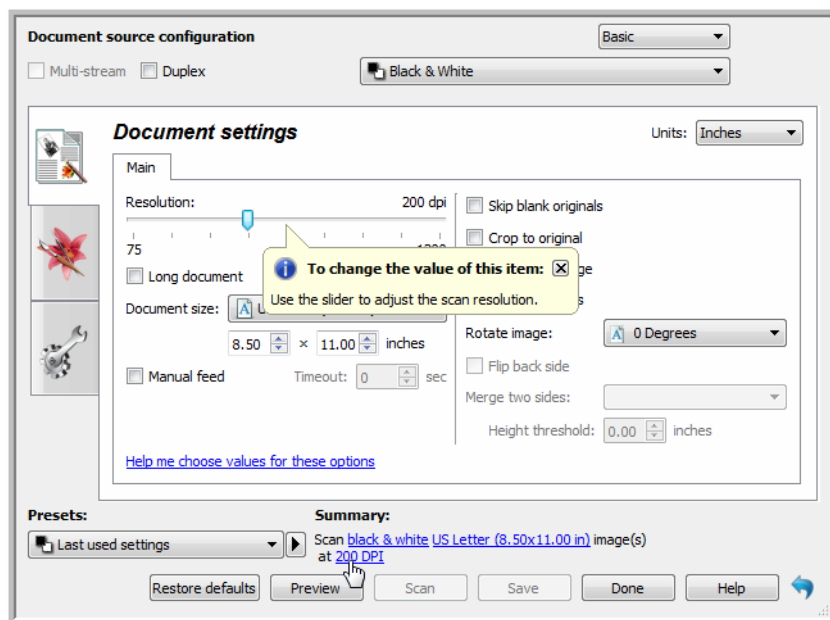 Document source configuration
Basic
Multi-stream
Duplex
Black & White
Document settings
Units:
Inches
Main
Resolution:
200 dpi
75
Skip blank originals
Crop to original
To change the value of this item:
Use the slider to adjust the scan resolution.
Long document
Document size:
8.50
×
11.00
inches
Rotate image:
0 Degrees
Flip back side
Manual feed
Timeout:
0
sec
Merge two sides:
Height threshold:
0.00
inches
Help me choose values for these options
Presets:
Last used settings
Summary:
Scan black & white US Letter (8.50x11.00 in) image(s)
at 200 DPI
Restore defaults
Preview
Scan
Save
Done
Help